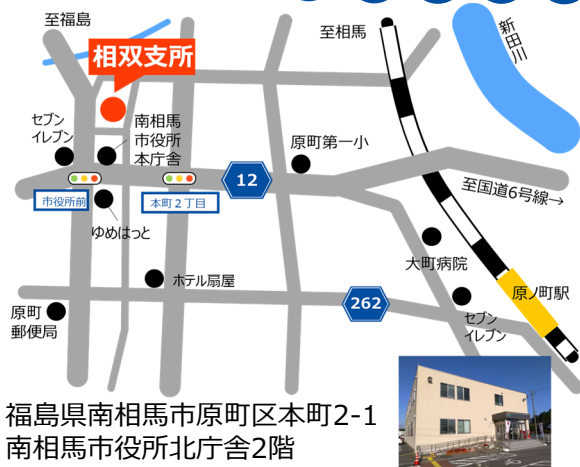 至福島
至相馬
新田川
相双支所
セブン
イレブン
南相馬
市役所
本庁舎
原町第一小
12
至国道6号線→
市役所前
本町2丁目
ゆめはっと
大町病院
ホテル扇屋
原ノ町駅
262
原町
郵便局
セブン
イレブン
福島県南相馬市原町区本町2-1
南相馬市役所北庁舎2階